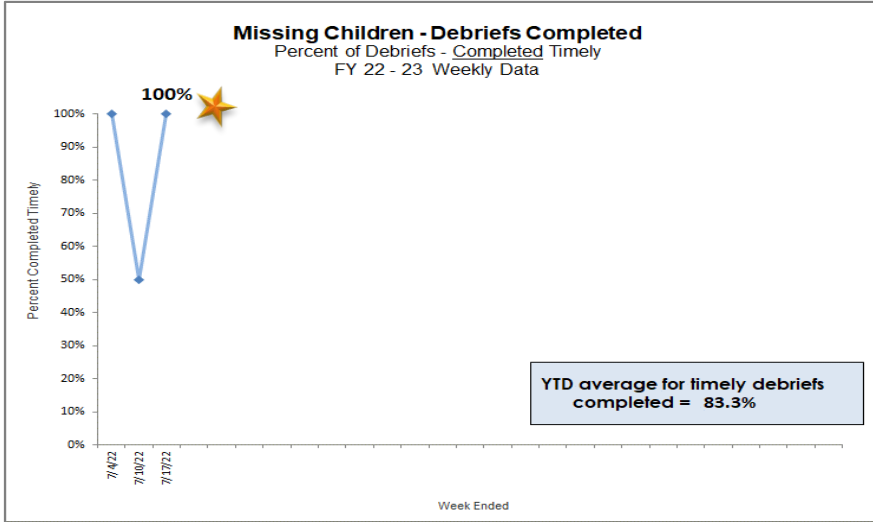 Missing Children - Debriefs Completed
Percent of Debriefs - Completed Timely
FY 22 - 23 Weekly Data
100%
100%
90%
80%
70%
60%
50%
40%
30%
20%
10%
0%
Percent Completed Timely
YTD average for timely debriefs
completed = 83.3%
7/4/22
7/10/22
7/17/22
Week Ended